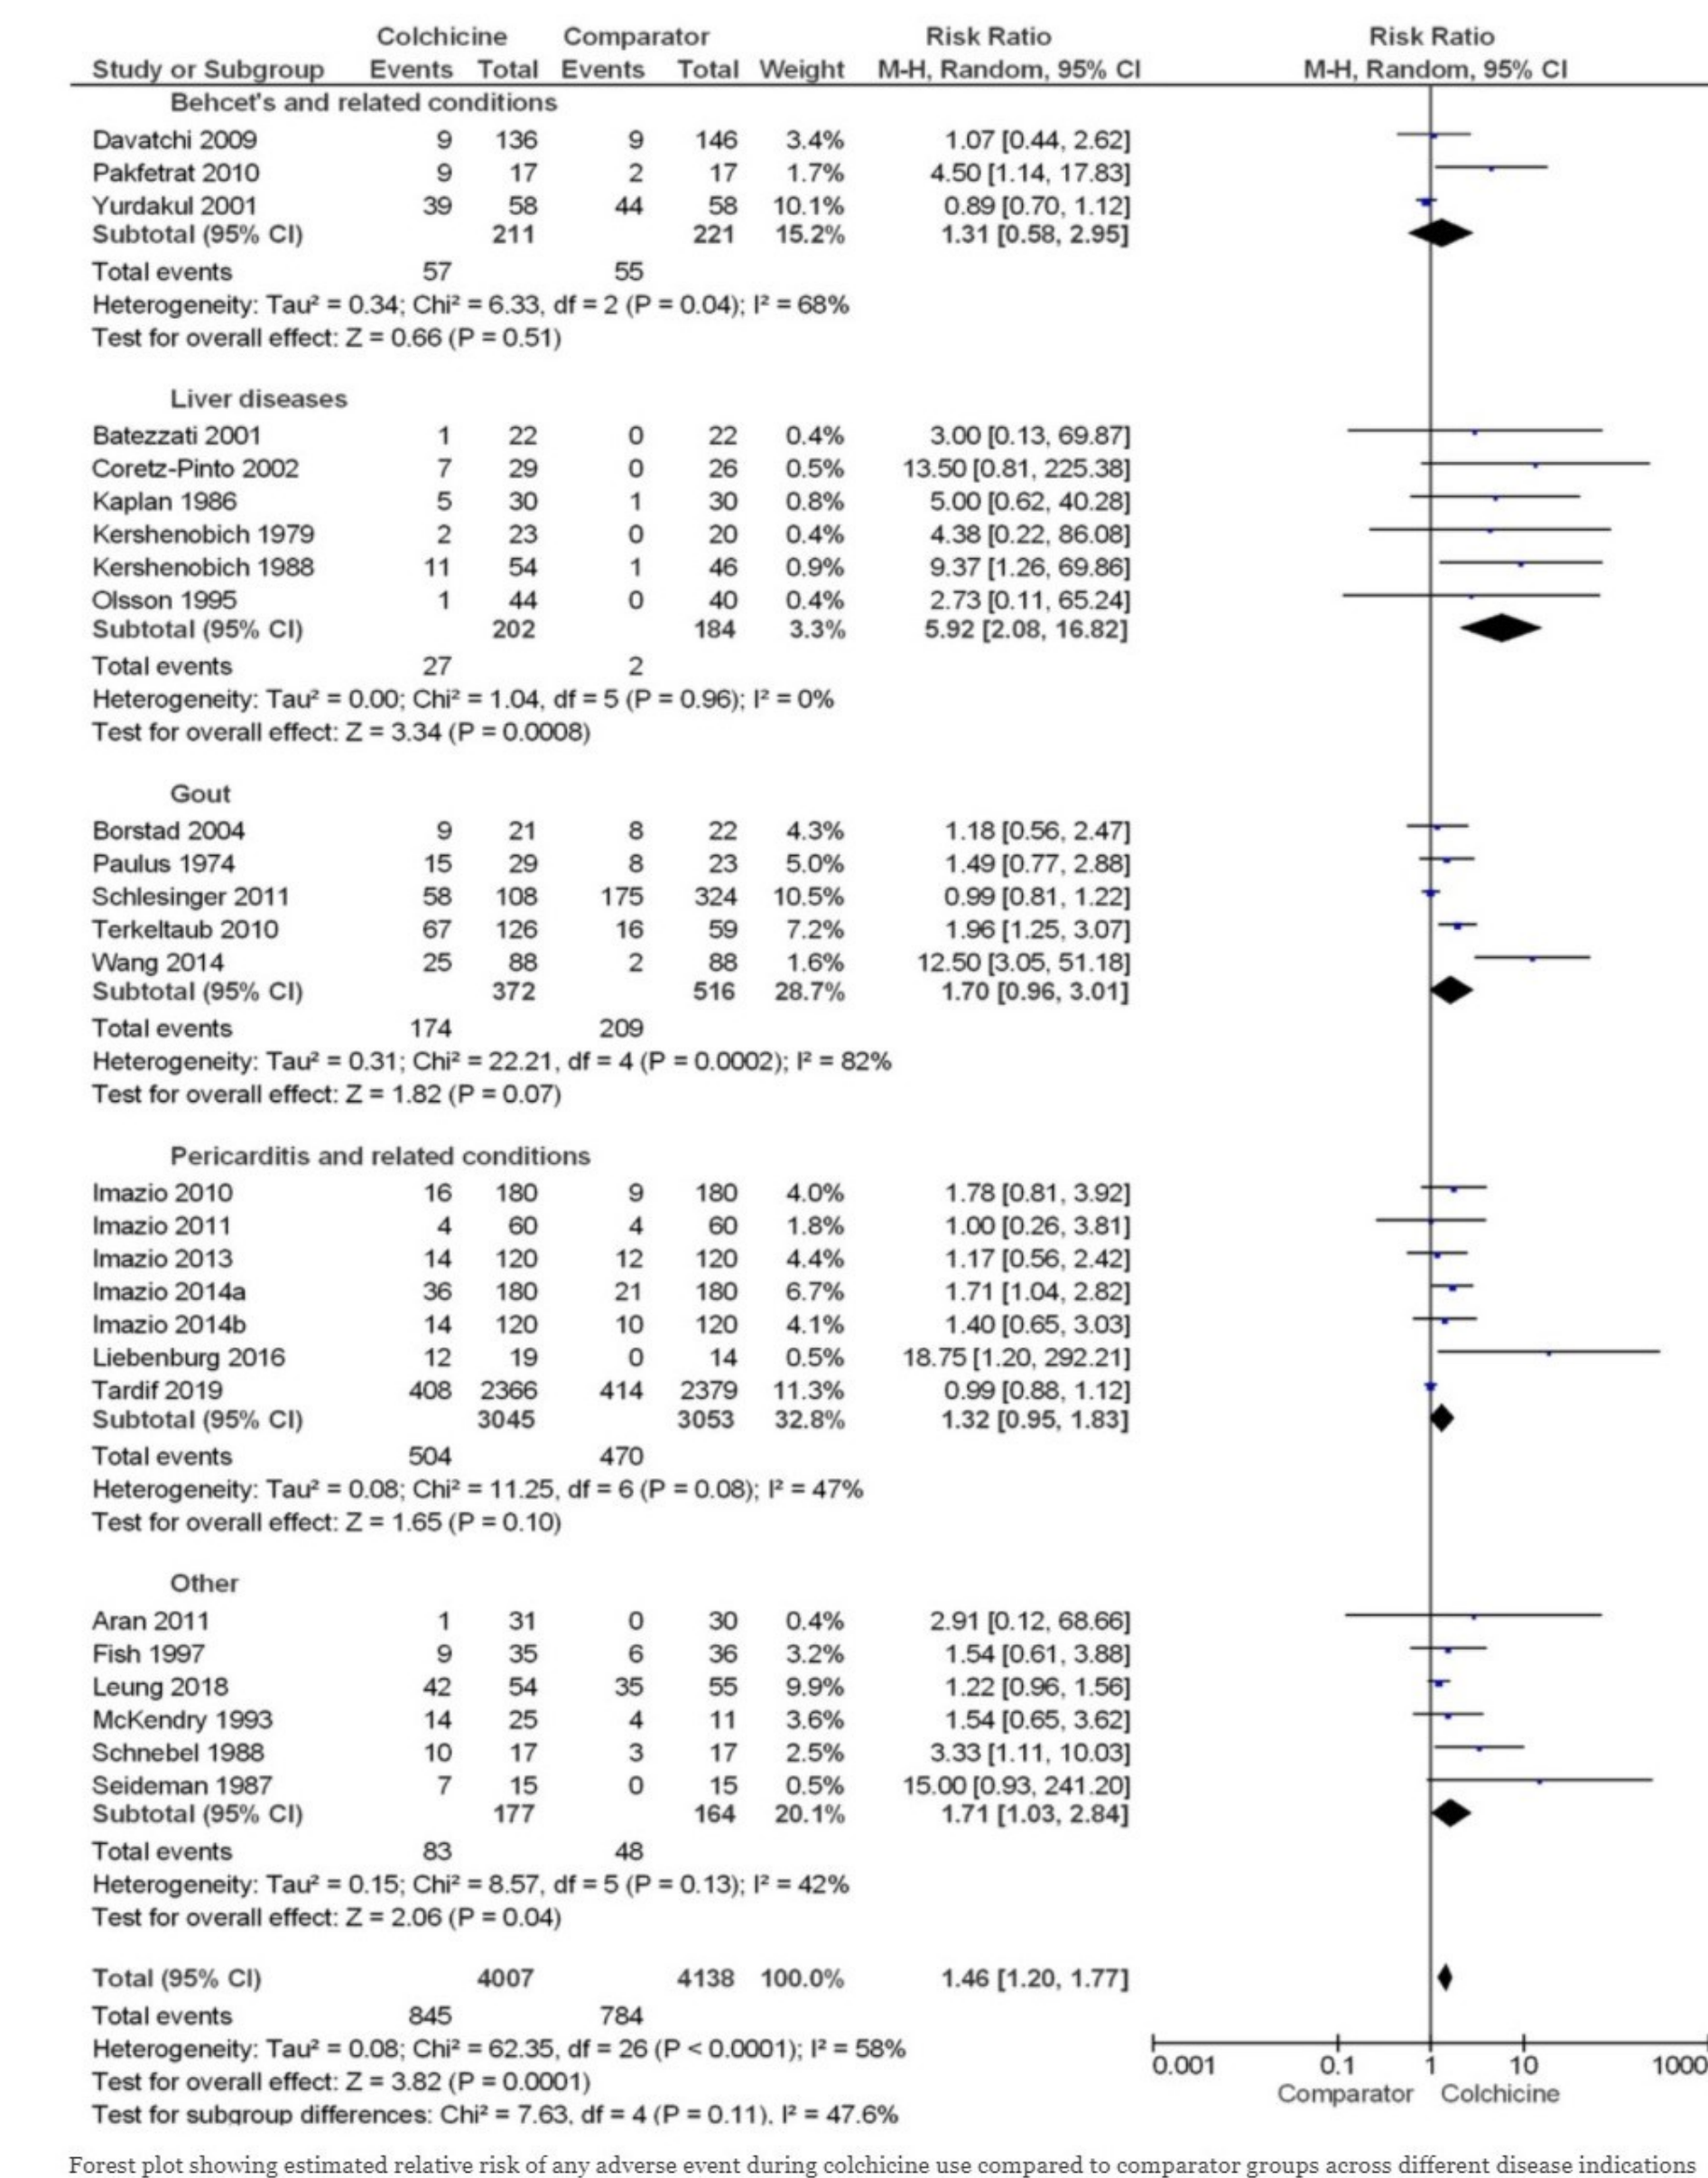 Colchicine Comparator Risk Ratio Risk Ratio
Study or Subgroup Events Total Events Total Weight M-H, Random, 95% CI M-H, Random, 95% CI
Behcet's and related conditions
Davatchi 2009 9 136 9 146 3.4% 1.07 [0.44, 2.62]
Pakfetrat 2010 9 17 2 17 1.7% 4.50 [1.14, 17.83]
Yurdakul 2001 39 58 44 58 10.1% 0.89 [0.70, 1.12]
Subtotal (95% CI) 211 221 15.2% 1.31 [0.58, 2.95]
Total events 57 55
Heterogeneity: Tau² = 0.34; Chi² = 6.33, df = 2 (P = 0.04); I² = 68%
Test for overall effect: Z = 0.66 (P = 0.51)
Liver diseases
Batezzati 2001 1 22 0 22 0.4% 3.00 [0.13, 69.87]
Coretz-Pinto 2002 7 29 0 26 0.5% 13.50 [0.81, 225.38]
Kaplan 1986 5 30 1 30 0.8% 5.00 [0.62, 40.28]
Kershenobich 1979 2 23 0 20 0.4% 4.38 [0.22, 86.08]
Kershenobich 1988 11 54 1 46 0.9% 9.37 [1.26, 69.86]
Olsson 1995 1 44 0 40 0.4% 2.73 [0.11, 65.24]
Subtotal (95% CI) 202 184 3.3% 5.92 [2.08, 16.82]
Total events 27 2
Heterogeneity: Tau² = 0.00; Chi² = 1.04, df = 5 (P = 0.96); I² = 0%
Test for overall effect: Z = 3.34 (P = 0.0008)
Gout
Borstad 2004 9 21 8 22 4.3% 1.18 [0.56, 2.47]
Paulus 1974 15 29 8 23 5.0% 1.49 [0.77, 2.88]
Schlesinger 2011 58 108 175 324 10.5% 0.99 [0.81, 1.22]
Terkeltaub 2010 67 126 16 59 7.2% 1.96 [1.25, 3.07]
Wang 2014 25 88 2 88 1.6% 12.50 [3.05, 51.18]
Subtotal (95% CI) 372 516 28.7% 1.70 [0.96, 3.01]
Total events 174 209
Heterogeneity: Tau² = 0.31; Chi² = 22.21, df = 4 (P = 0.0002); I² = 82%
Test for overall effect: Z = 1.82 (P = 0.07)
Pericarditis and related conditions
Imazio 2010 16 180 9 180 4.0% 1.78 [0.81, 3.92]
Imazio 2011 4 60 4 60 1.8% 1.00 [0.26, 3.81]
Imazio 2013 14 120 12 120 4.4% 1.17 [0.56, 2.42]
Imazio 2014a 36 180 21 180 6.7% 1.71 [1.04, 2.82]
Imazio 2014b 14 120 10 120 4.1% 1.40 [0.65, 3.03]
Liebenburg 2016 12 19 0 14 0.5% 18.75 [1.20, 292.21]
Tardif 2019 408 2366 414 2379 11.3% 0.99 [0.88, 1.12]
Subtotal (95% CI) 3045 3053 32.8% 1.32 [0.95, 1.83]
Total events 504 470
Heterogeneity: Tau² = 0.08; Chi² = 11.25, df = 6 (P = 0.08); I² = 47%
Test for overall effect: Z = 1.65 (P = 0.10)
Other
Aran 2011 1 31 0 30 0.4% 2.91 [0.12, 68.66]
Fish 1997 9 35 6 36 3.2% 1.54 [0.61, 3.88]
Leung 2018 42 54 35 55 9.9% 1.22 [0.96, 1.56]
McKendry 1993 14 25 4 11 3.6% 1.54 [0.65, 3.62]
Schnebel 1988 10 17 3 17 2.5% 3.33 [1.11, 10.03]
Seideman 1987 7 15 0 15 0.5% 15.00 [0.93, 241.20]
Subtotal (95% CI) 177 164 20.1% 1.71 [1.03, 2.84]
Total events 83 48
Heterogeneity: Tau² = 0.15; Chi² = 8.57, df = 5 (P = 0.13); I² = 42%
Test for overall effect: Z = 2.06 (P = 0.04)
Total (95% CI) 4007 4138 100.0% 1.46 [1.20, 1.77]
Total events 845 784
Heterogeneity: Tau² = 0.08; Chi² = 62.35, df = 26 (P < 0.0001); I² = 58%
Test for overall effect: Z = 3.82 (P = 0.0001)
Test for subgroup differences: Chi² = 7.63, df = 4 (P = 0.11), I² = 47.6%
0.001 0.1 1 10 1000
Comparator Colchicine
Forest plot showing estimated relative risk of any adverse event during colchicine use compared to comparator groups across different disease indications